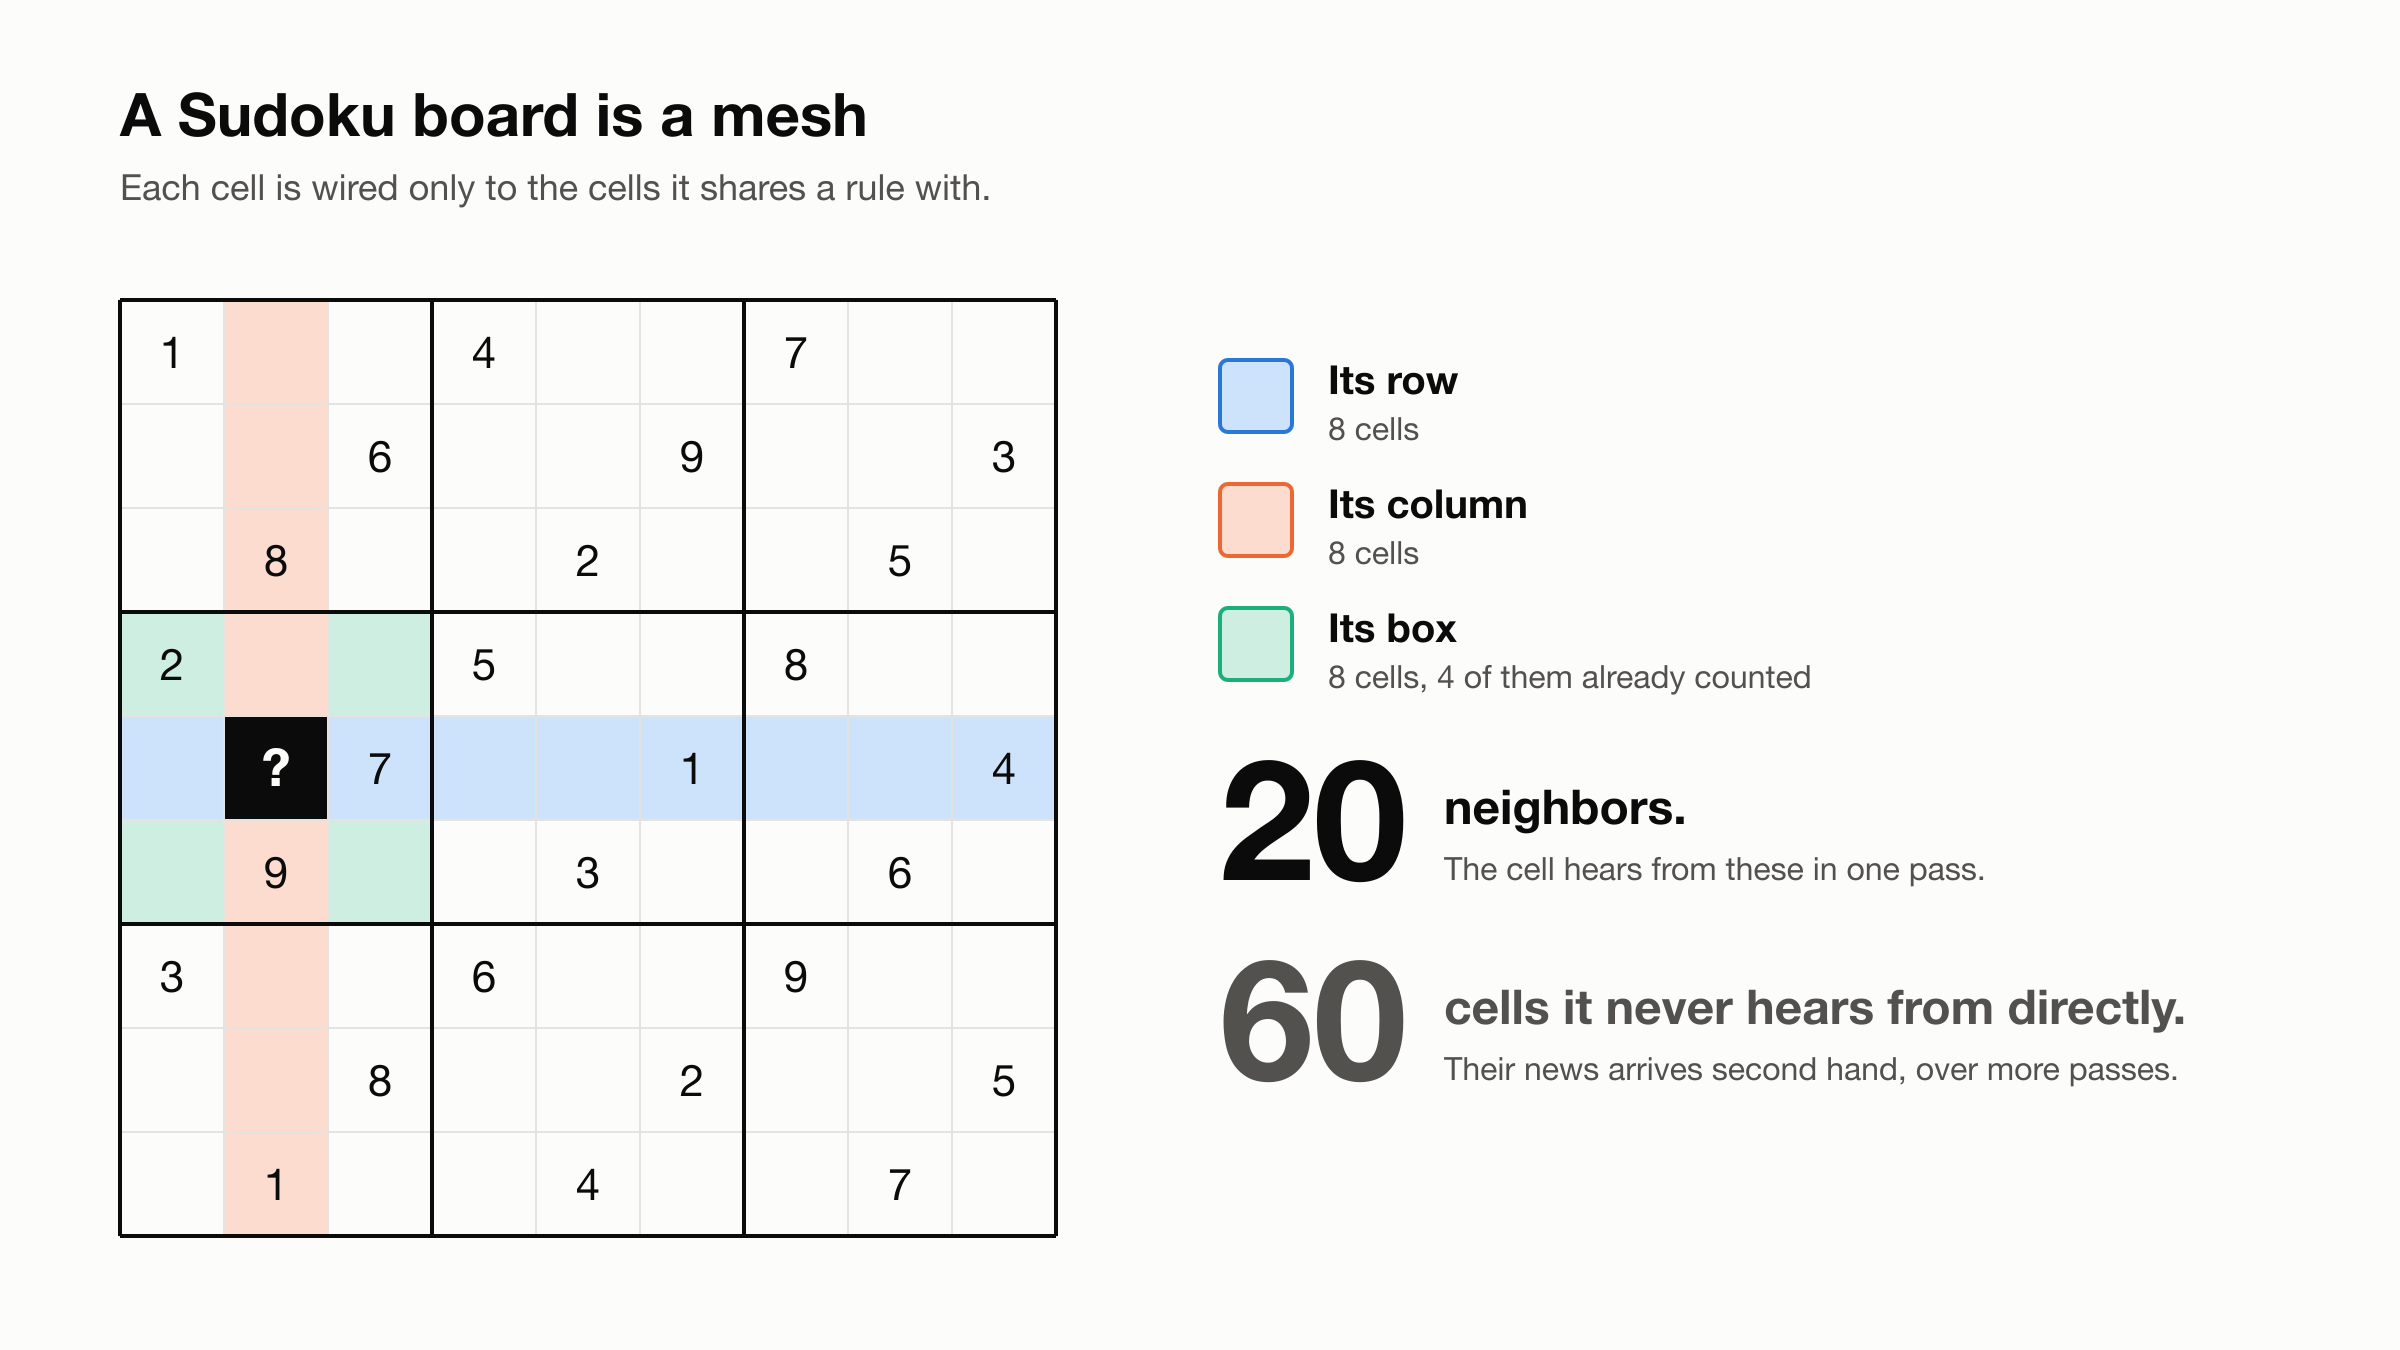 A Sudoku board is a mesh
Each cell is wired only to the cells it shares a rule with.
1 4 7
6 9 3
8 2 5
2 5 8
? 7 1 4
9 3 6
3 6 9
8 2 5
1 4 7
Its row
8 cells
Its column
8 cells
Its box
8 cells, 4 of them already counted
20 neighbors.
The cell hears from these in one pass.
60 cells it never hears from directly.
Their news arrives second hand, over more passes.